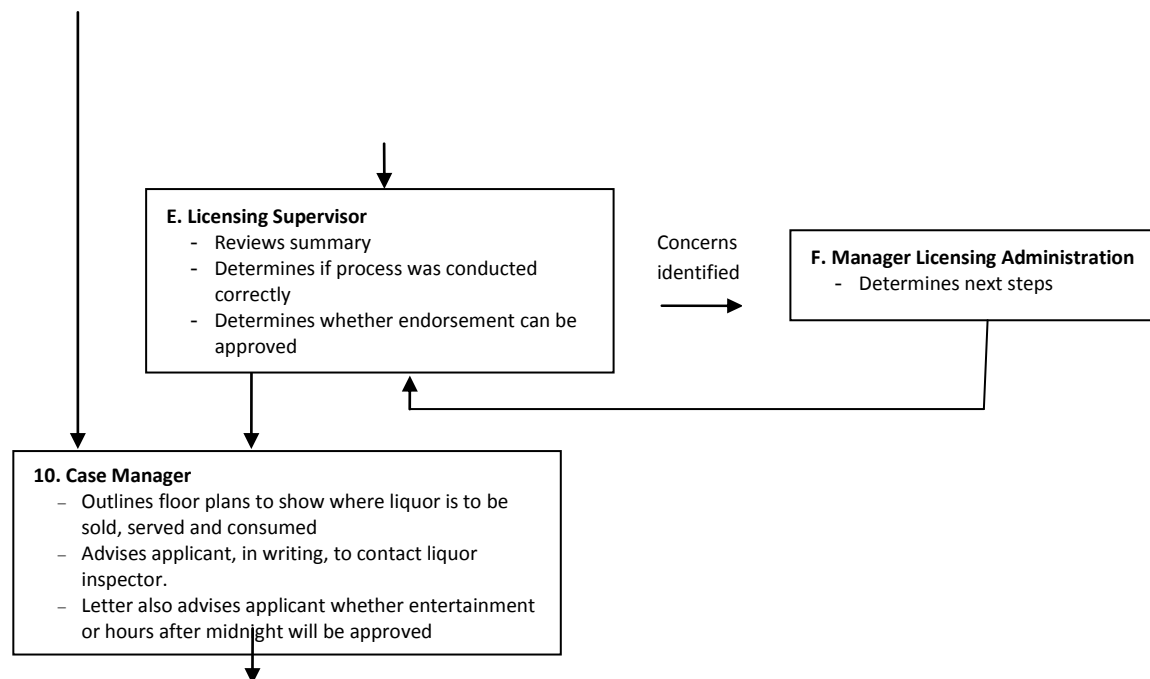 E. Licensing Supervisor
- Reviews summary
- Determines if process was conducted
correctly
- Determines whether endorsement can be
approved
Concerns
identified
F. Manager Licensing Administration
- Determines next steps
10. Case Manager
– Outlines floor plans to show where liquor is to be
sold, served and consumed
– Advises applicant, in writing, to contact liquor
inspector.
– Letter also advises applicant whether entertainment
or hours after midnight will be approved